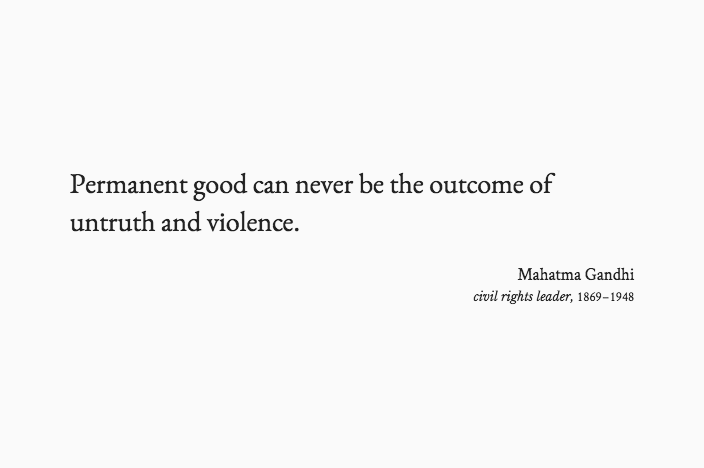 Permanent good can never be the outcome of
untruth and violence.
Mahatma Gandhi
civil rights leader, 1869–1948